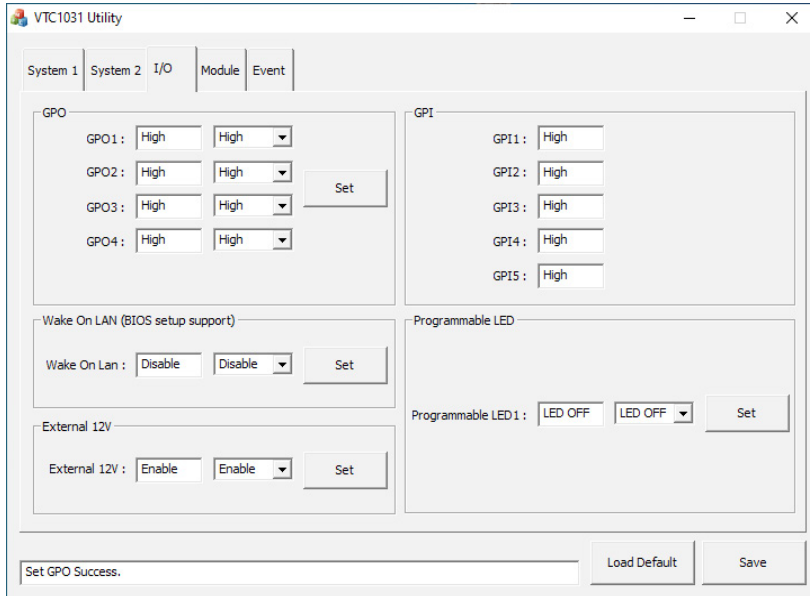 VTC1031 Utility
System 1 System 2 I/O Module Event
GPO
GPO1 : High High
GPO2 : High High
GPO3 : High High
GPO4 : High High
Set
GPI
GPI1 : High
GPI2 : High
GPI3 : High
GPI4 : High
GPI5 : High
Wake On LAN (BIOS setup support)
Wake On Lan : Disable Disable Set
Programmable LED
Programmable LED1 : LED OFF LED OFF Set
External 12V
External 12V : Enable Enable Set
Set GPO Success.
Load Default Save